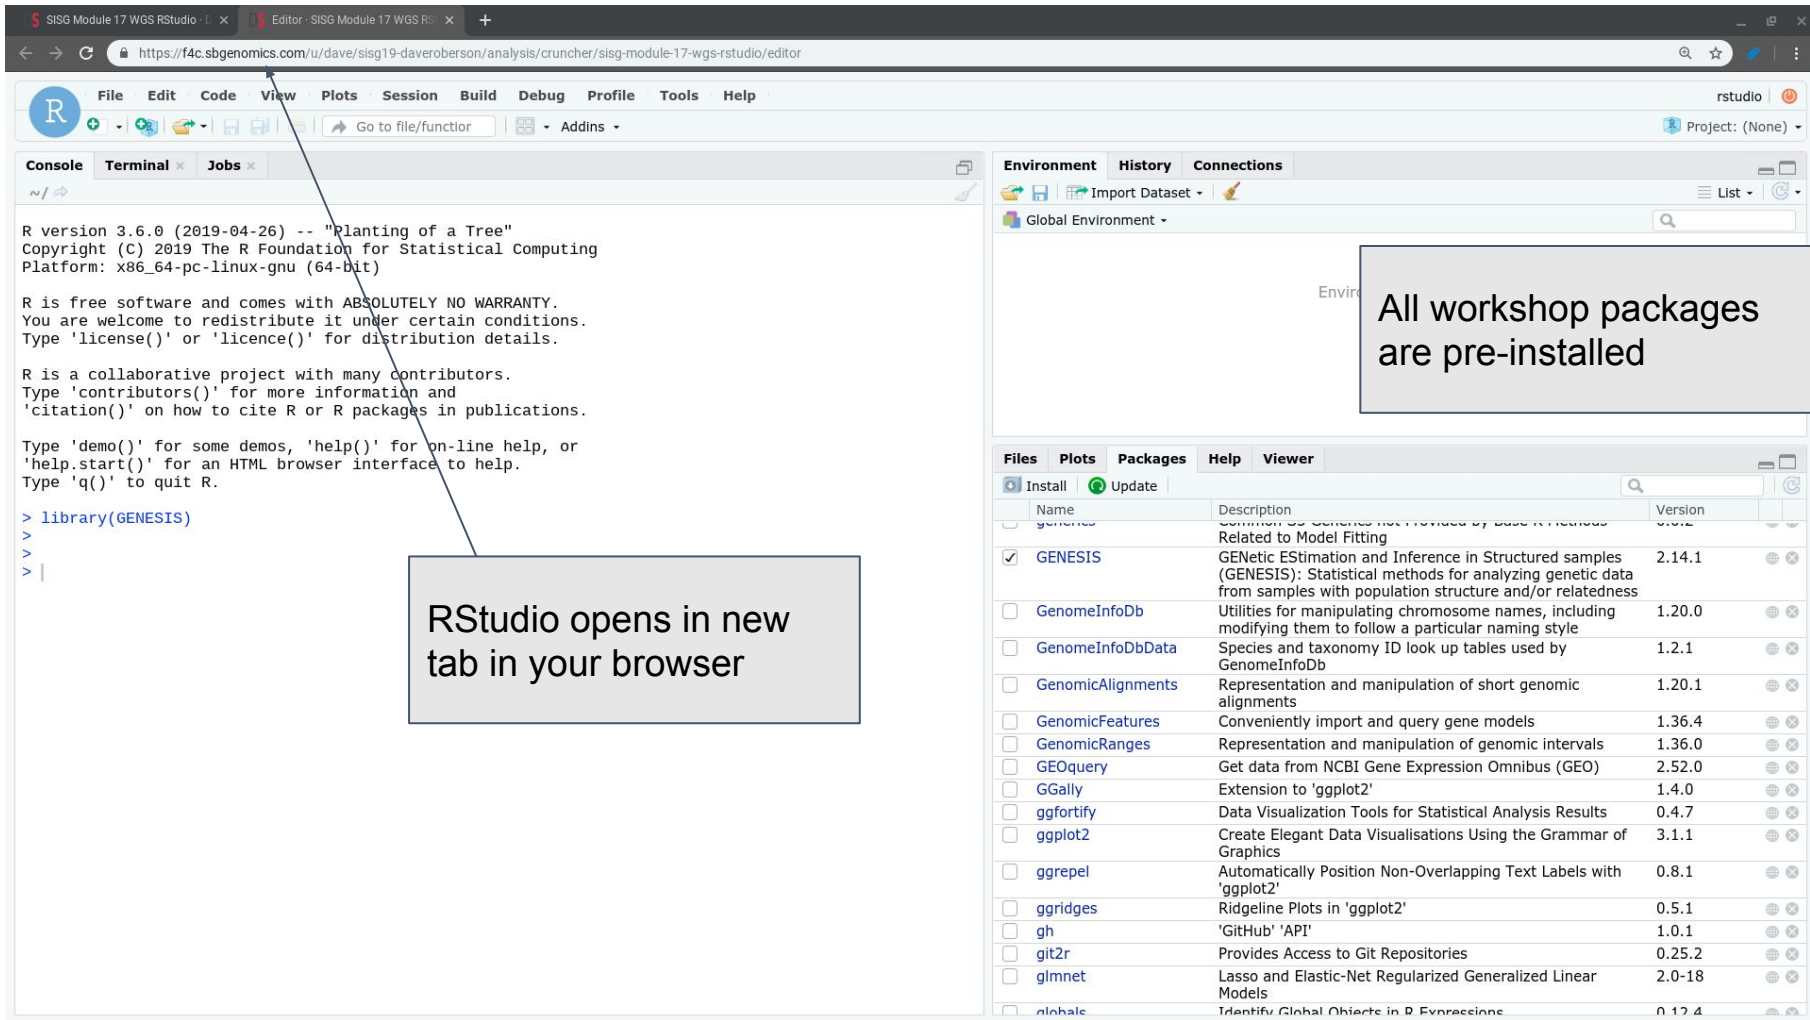 SISG Module 17 WGS RStudio
Editor · SISG Module 17 WGS RS
https://f4c.sbgenomics.com/u/dave/sisg19-daveroberson/analysis/cruncher/sisg-module-17-wgs-rstudio/editor
File Edit Code View Plots Session Build Debug Profile Tools Help
rstudio
Go to file/function
Addins
Project: (None)
Console Terminal Jobs
~/
R version 3.6.0 (2019-04-26) -- "Planting of a Tree"
Copyright (C) 2019 The R Foundation for Statistical Computing
Platform: x86_64-pc-linux-gnu (64-bit)
R is free software and comes with ABSOLUTELY NO WARRANTY.
You are welcome to redistribute it under certain conditions.
Type 'license()' or 'licence()' for distribution details.
R is a collaborative project with many contributors.
Type 'contributors()' for more information and
'citation()' on how to cite R or R packages in publications.
Type 'demo()' for some demos, 'help()' for on-line help, or
'help.start()' for an HTML browser interface to help.
Type 'q()' to quit R.
> library(GENESIS)
>
>
>
RStudio opens in new
tab in your browser
Environment History Connections
Import Dataset
List
Global Environment
All workshop packages
are pre-installed
Files Plots Packages Help Viewer
Install Update
Name Description Version
Related to Model Fitting
GENESIS GENetic EStimation and Inference in Structured samples 2.14.1
(GENESIS): Statistical methods for analyzing genetic data
from samples with population structure and/or relatedness
GenomeInfoDb Utilities for manipulating chromosome names, including 1.20.0
modifying them to follow a particular naming style
GenomeInfoDbData Species and taxonomy ID look up tables used by 1.2.1
GenomeInfoDb
GenomicAlignments Representation and manipulation of short genomic 1.20.1
alignments
GenomicFeatures Conveniently import and query gene models 1.36.4
GenomicRanges Representation and manipulation of genomic intervals 1.36.0
GEOquery Get data from NCBI Gene Expression Omnibus (GEO) 2.52.0
GGally Extension to 'ggplot2' 1.4.0
ggfortify Data Visualization Tools for Statistical Analysis Results 0.4.7
ggplot2 Create Elegant Data Visualisations Using the Grammar of 3.1.1
Graphics
ggrepel Automatically Position Non-Overlapping Text Labels with 0.8.1
'ggplot2'
ggridges Ridgeline Plots in 'ggplot2' 0.5.1
gh 'GitHub' 'API' 1.0.1
git2r Provides Access to Git Repositories 0.25.2
glmnet Lasso and Elastic-Net Regularized Generalized Linear 2.0-18
Models
globals Identify Global Objects in R Expressions 0.12.4